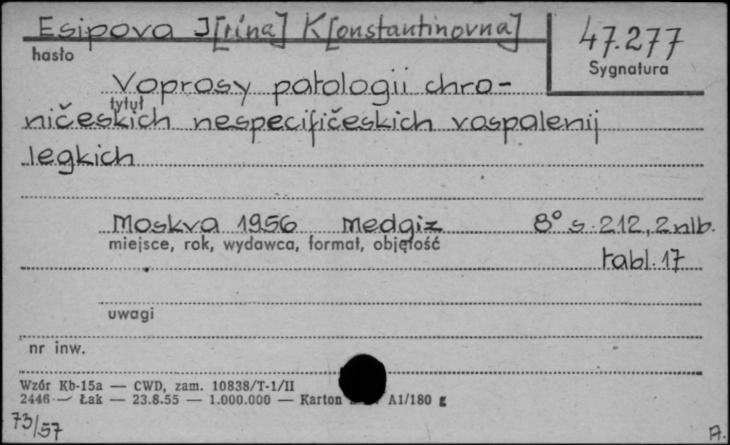 Esipova I[rina] K[onstantinovna]
47.277
hasło
Sygnatura
Voprosy patologii chro-
tytuł
ničeskich nespecifičeskich vospalenij
legkich
Moskva 1956 Medgiz 8° s. 212, 2 nlb.
miejsce, rok, wydawca, format, objętość
tabl. 17
uwagi
nr inw.
Wzór Kb-15a — CWD, zam. 10838/T-1/II
2446 — Łak — 23.8.55 — 1.000.000 — Karton A1/180 g
73/57
A.